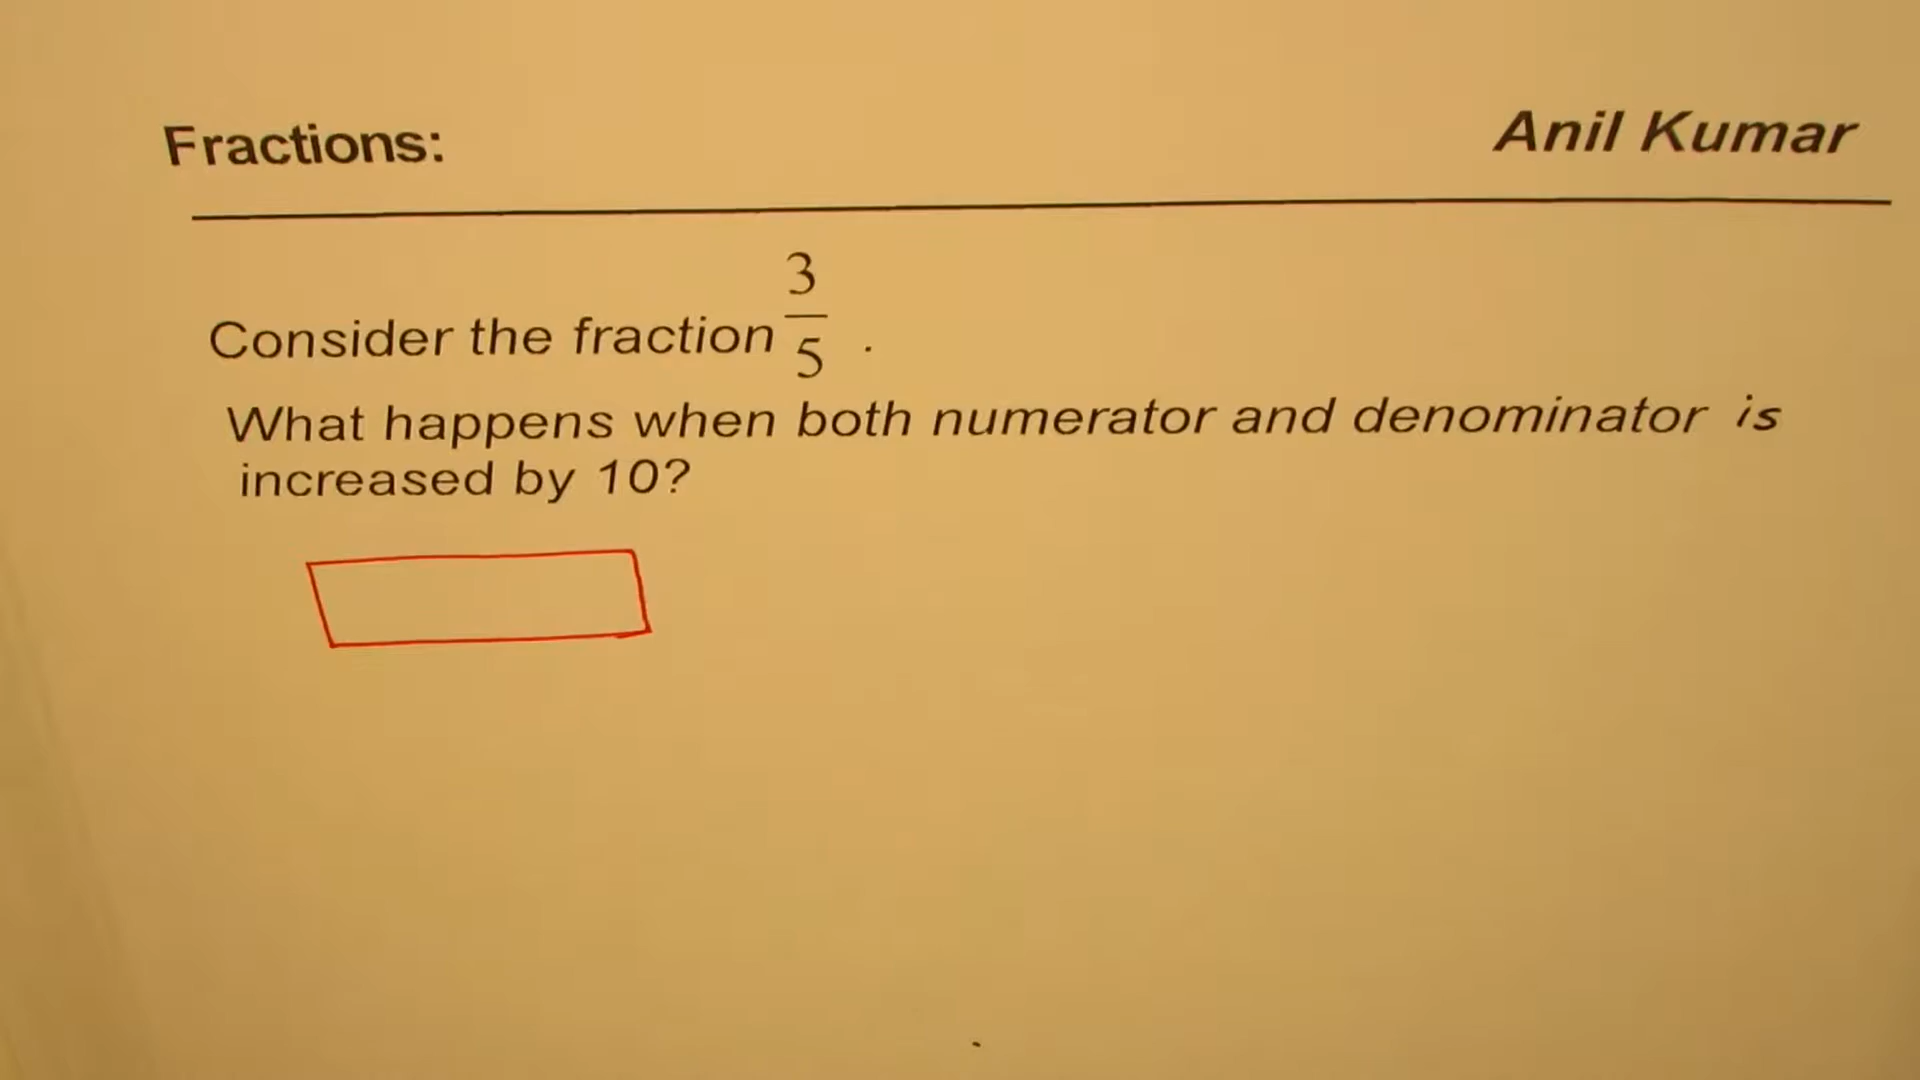 Fractions:
Anil Kumar
Consider the fraction 3/5 .
What happens when both numerator and denominator is
increased by 10?